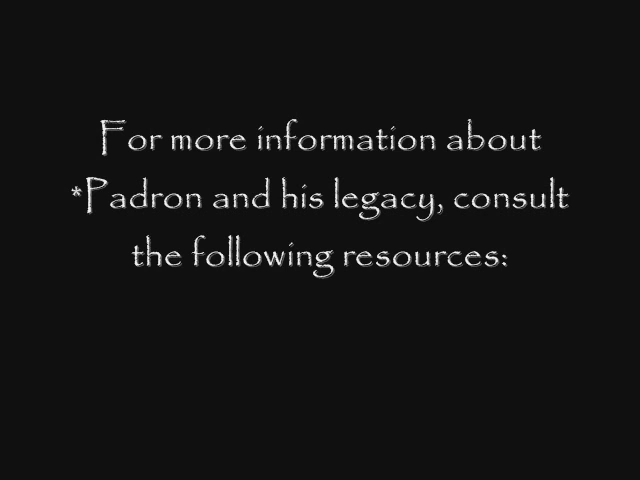 For more information about
*Padron and his legacy, consult
the following resources: